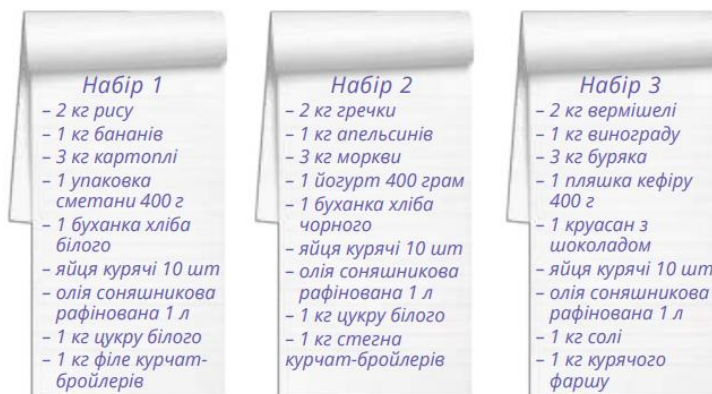 Набір 1
– 2 кг рису
– 1 кг бананів
– 3 кг картоплі
– 1 упаковка
сметани 400 г
– 1 буханка хліба
білого
– яйця курячі 10 шт
– олія соняшникова
рафінована 1 л
– 1 кг цукру білого
– 1 кг філе курчат-
бройлерів
Набір 2
– 2 кг гречки
– 1 кг апельсинів
– 3 кг моркви
– 1 йогурт 400 грам
– 1 буханка хліба
чорного
– яйця курячі 10 шт
– олія соняшникова
рафінована 1 л
– 1 кг цукру білого
– 1 кг стегна
курчат-бройлерів
Набір 3
– 2 кг вермішелі
– 1 кг винограду
– 3 кг буряка
– 1 пляшка кефіру
400 г
– 1 круасан з
шоколадом
– яйця курячі 10 шт
– олія соняшникова
рафінована 1 л
– 1 кг солі
– 1 кг курячого
фаршу